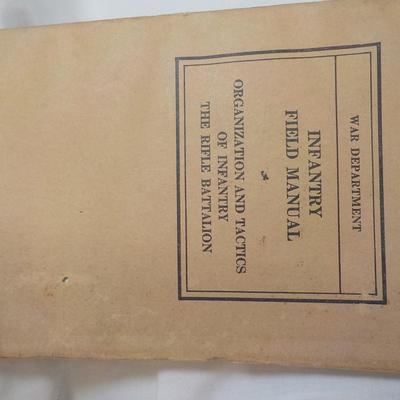 WAR DEPARTMENT
INFANTRY
FIELD MANUAL
ORGANIZATION AND TACTICS
OF INFANTRY
THE RIFLE BATTALION